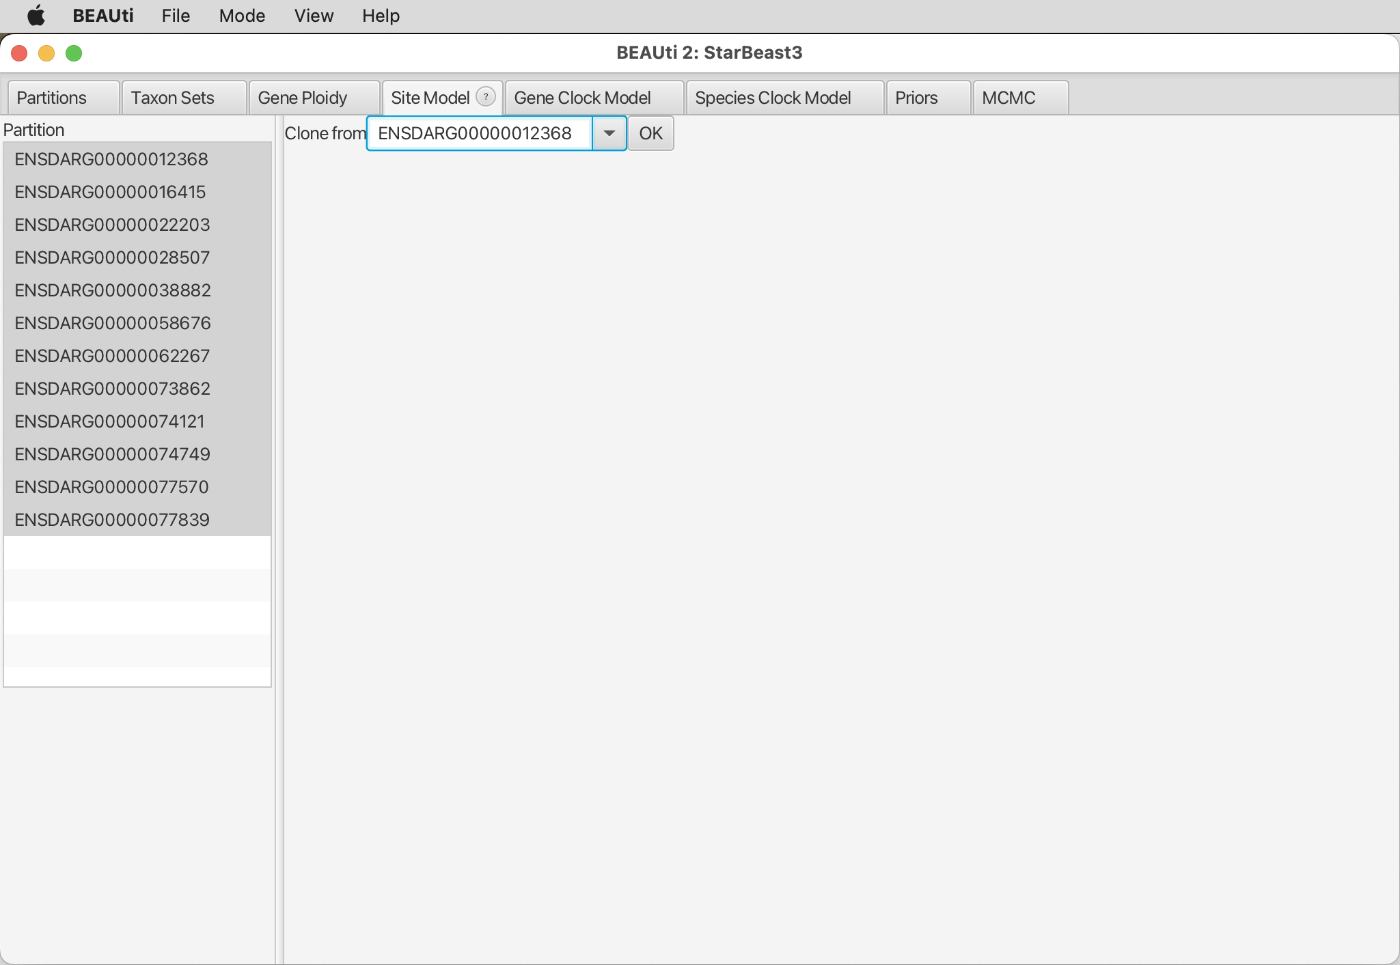 BEAUti File Mode View Help
BEAUti 2: StarBeast3
Partitions Taxon Sets Gene Ploidy Site Model ? Gene Clock Model Species Clock Model Priors MCMC
Partition
Clone from ENSDARG00000012368 OK
ENSDARG00000012368
ENSDARG00000016415
ENSDARG00000022203
ENSDARG00000028507
ENSDARG00000038882
ENSDARG00000058676
ENSDARG00000062267
ENSDARG00000073862
ENSDARG00000074121
ENSDARG00000074749
ENSDARG00000077570
ENSDARG00000077839